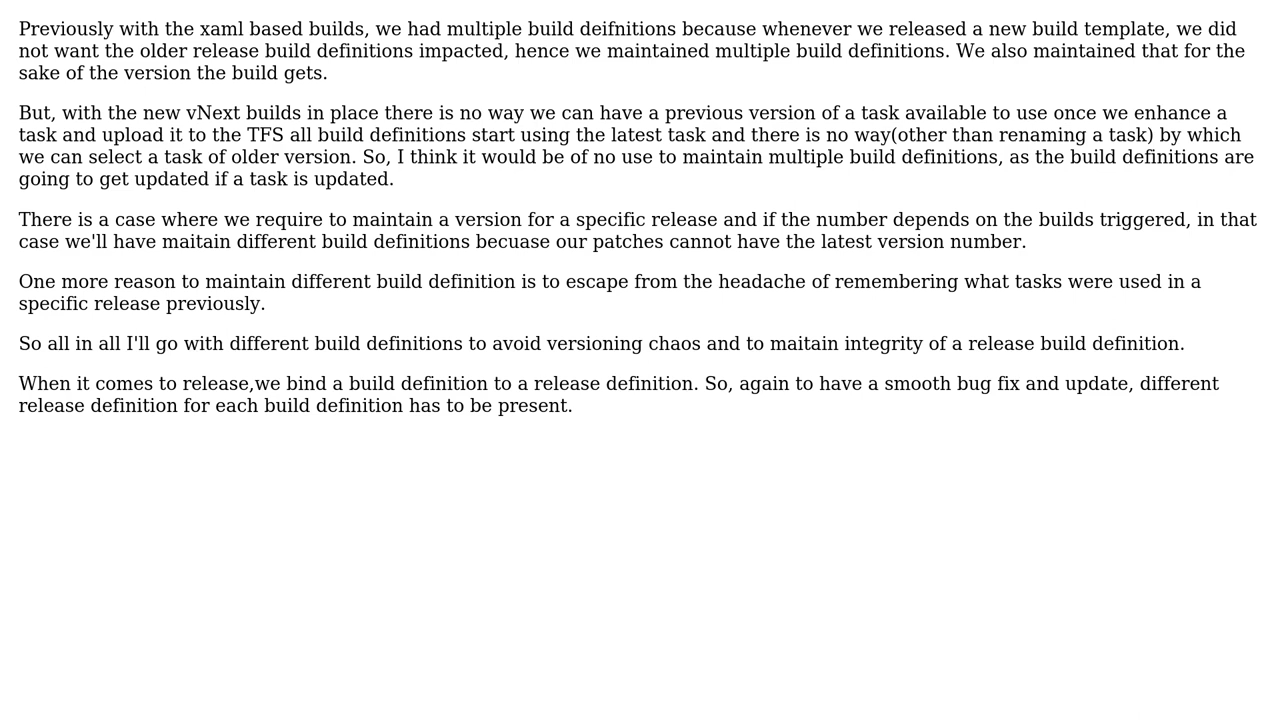 Previously with the xaml based builds, we had multiple build deifnitions because whenever we released a new build template, we did
not want the older release build definitions impacted, hence we maintained multiple build definitions. We also maintained that for the
sake of the version the build gets.
But, with the new vNext builds in place there is no way we can have a previous version of a task available to use once we enhance a
task and upload it to the TFS all build definitions start using the latest task and there is no way(other than renaming a task) by which
we can select a task of older version. So, I think it would be of no use to maintain multiple build definitions, as the build definitions are
going to get updated if a task is updated.
There is a case where we require to maintain a version for a specific release and if the number depends on the builds triggered, in that
case we'll have maitain different build definitions becuase our patches cannot have the latest version number.
One more reason to maintain different build definition is to escape from the headache of remembering what tasks were used in a
specific release previously.
So all in all I'll go with different build definitions to avoid versioning chaos and to maitain integrity of a release build definition.
When it comes to release,we bind a build definition to a release definition. So, again to have a smooth bug fix and update, different
release definition for each build definition has to be present.